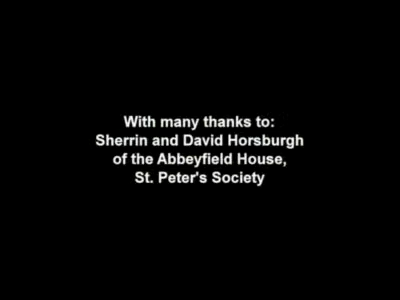 With many thanks to:
Sherrin and David Horsburgh
of the Abbeyfield House,
St. Peter's Society